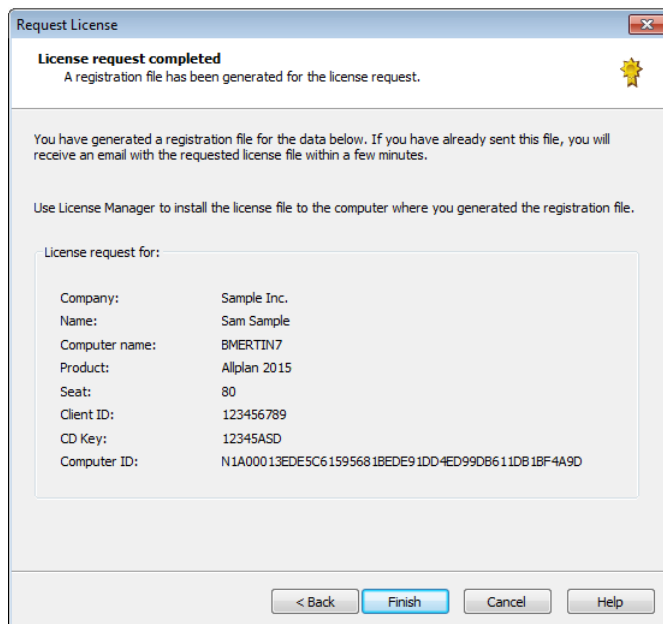 Request License
License request completed
A registration file has been generated for the license request.
You have generated a registration file for the data below. If you have already sent this file, you will
receive an email with the requested license file within a few minutes.
Use License Manager to install the license file to the computer where you generated the registration file.
License request for:
Company: Sample Inc.
Name: Sam Sample
Computer name: BMERTIN7
Product: Allplan 2015
Seat: 80
Client ID: 123456789
CD Key: 12345ASD
Computer ID: N1A00013EDE5C61595681BEDE91DD4ED99DB611DB1BF4A9D
< Back Finish Cancel Help